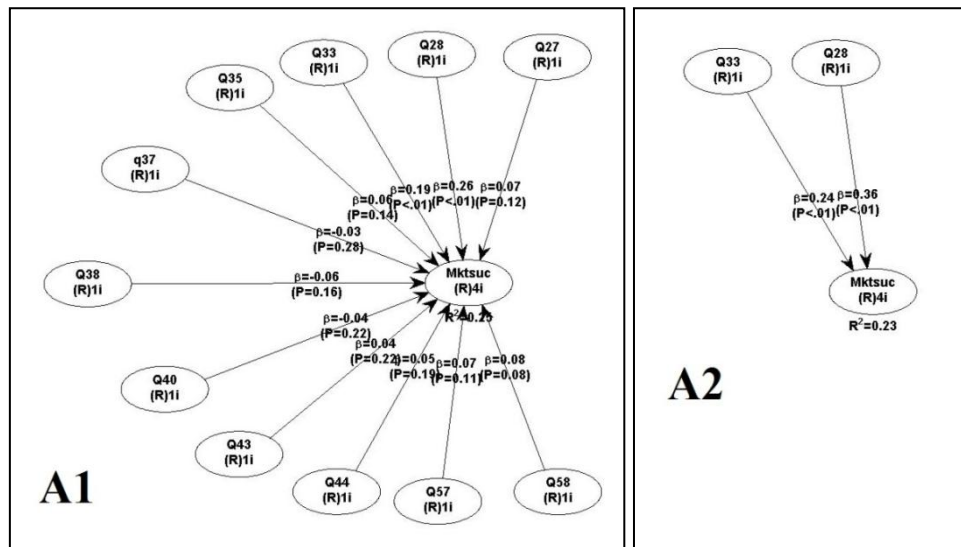 Q33
(R)1i
Q28
(R)1i
Q27
(R)1i
Q35
(R)1i
q37
(R)1i
Q38
(R)1i
Q40
(R)1i
Q43
(R)1i
Q44
(R)1i
Q57
(R)1i
Q58
(R)1i
β=0.06
(P=0.14)
β=0.19
(P<.01)
β=0.26
(P<.01)
β=0.07
(P=0.12)
β=-0.03
(P=0.28)
β=-0.06
(P=0.16)
β=-0.04
(P=0.22)
β=0.04
(P=0.22)
β=0.05
(P=0.19)
β=0.07
(P=0.11)
β=0.08
(P=0.08)
Mktsuc
(R)4i
R²=0.25
A1
Q33
(R)1i
Q28
(R)1i
β=0.24
(P<.01)
β=0.36
(P<.01)
Mktsuc
(R)4i
R²=0.23
A2